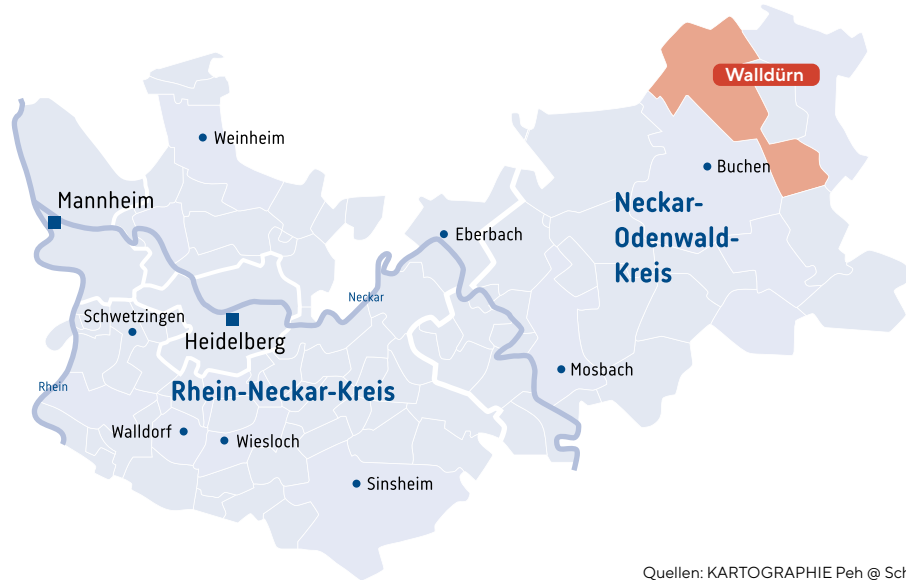 Walldürn
Weinheim
Buchen
Mannheim
Neckar-
Odenwald-
Kreis
Eberbach
Neckar
Schwetzingen
Heidelberg
Mosbach
Rhein
Rhein-Neckar-Kreis
Walldorf
Wiesloch
Sinsheim
Quellen: KARTOGRAPHIE Peh @ Sch